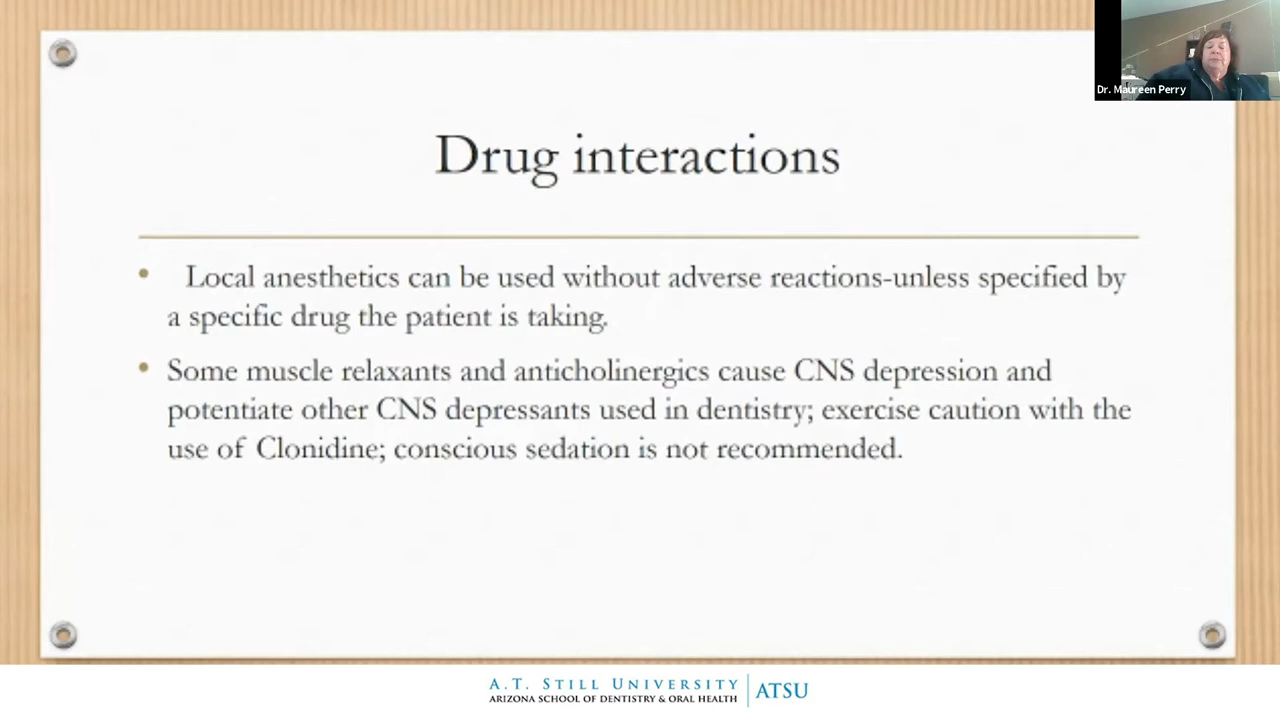 Dr. Maureen Perry
Drug interactions
• Local anesthetics can be used without adverse reactions-unless specified by
a specific drug the patient is taking.
• Some muscle relaxants and anticholinergics cause CNS depression and
potentiate other CNS depressants used in dentistry; exercise caution with the
use of Clonidine; conscious sedation is not recommended.
A.T. STILL UNIVERSITY
ARIZONA SCHOOL OF DENTISTRY & ORAL HEALTH
ATSU